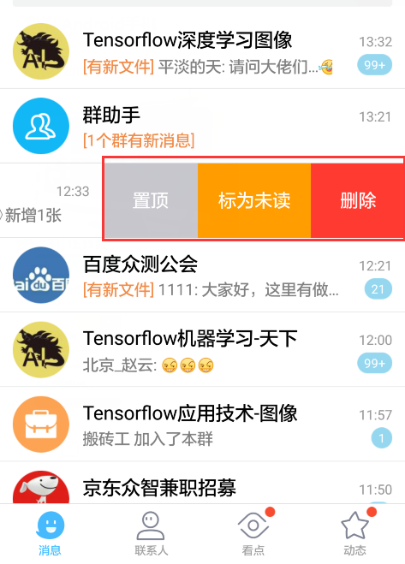 Tensorflow深度学习图像
13:32
[有新文件] 平淡的天: 请问大佬们...
99+
群助手
13:21
[1个群有新消息]
12:33
新增1张
置顶
标为未读
删除
百度众测公会
12:21
[有新文件] 1111: 大家好，这里有做...
21
Tensorflow机器学习-天下
12:00
北京_赵云:
99+
Tensorflow应用技术-图像
11:57
搬砖工 加入了本群
1
京东众智兼职招募
11:50
消息
联系人
看点
动态